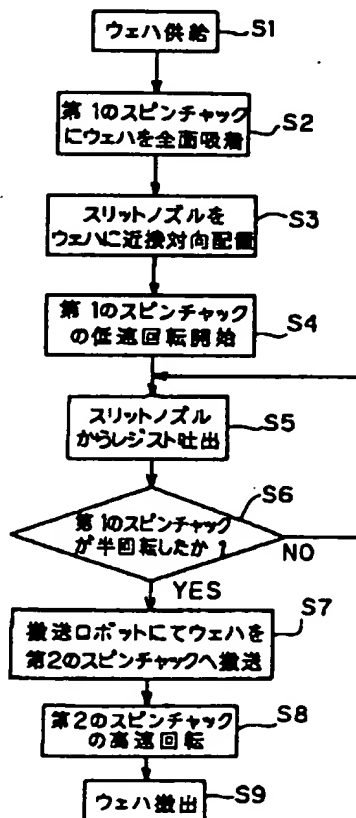 ウェハ供給
S1
第1のスピンチャック
にウェハを全面吸着
S2
スリットノズルを
ウェハに近接対向配置
S3
第1のスピンチャック
の低速回転開始
S4
スリットノズル
からレジスト吐出
S5
第1のスピンチャック
が半回転したか?
S6
NO
YES
搬送ロボットにてウェハを
第2のスピンチャックへ搬送
S7
第2のスピンチャック
の高速回転
S8
ウェハ搬出
S9